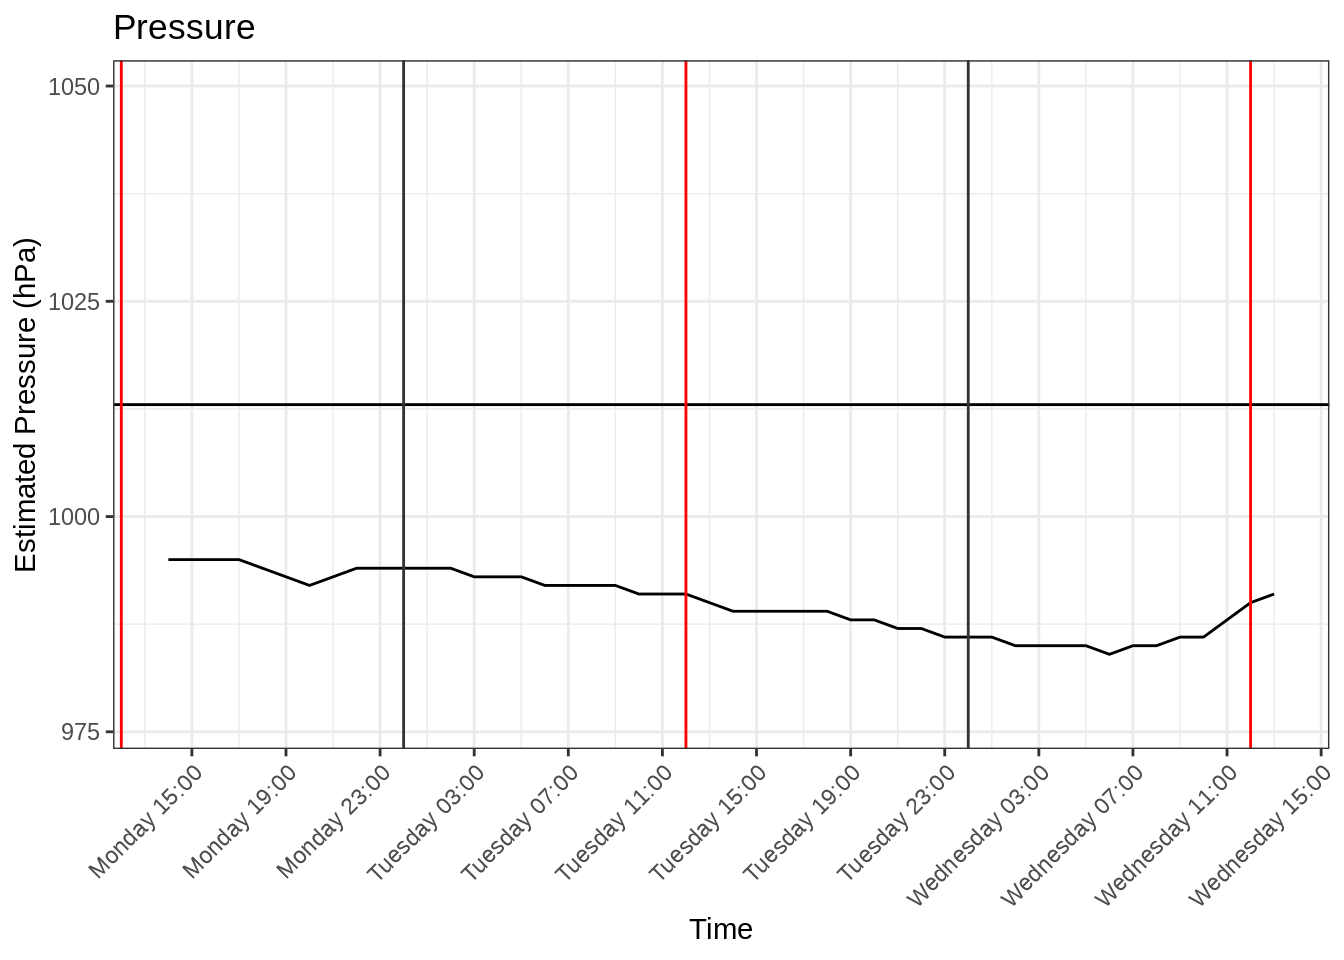 Pressure
Estimated Pressure (hPa)
1050
1025
1000
975
Monday 15:00
Monday 19:00
Monday 23:00
Tuesday 03:00
Tuesday 07:00
Tuesday 11:00
Tuesday 15:00
Tuesday 19:00
Tuesday 23:00
Wednesday 03:00
Wednesday 07:00
Wednesday 11:00
Wednesday 15:00
Time